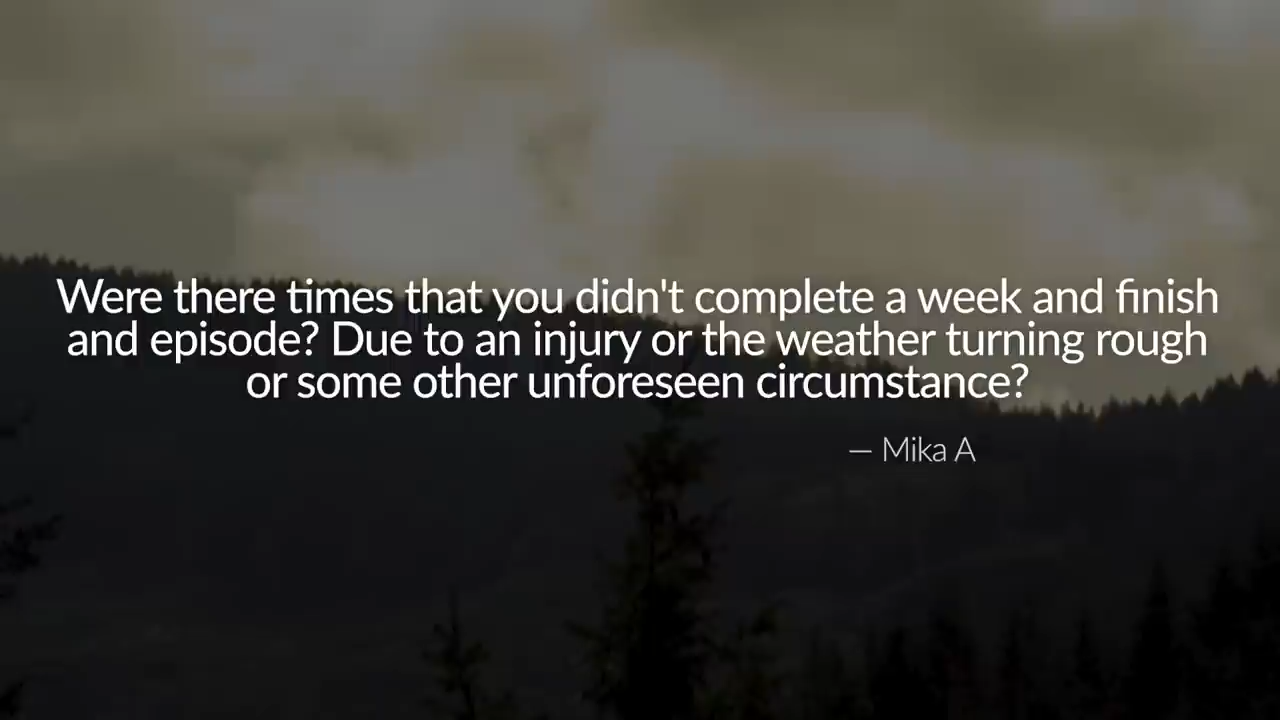 Were there times that you didn't complete a week and finish
and episode? Due to an injury or the weather turning rough
or some other unforeseen circumstance?
— Mika A